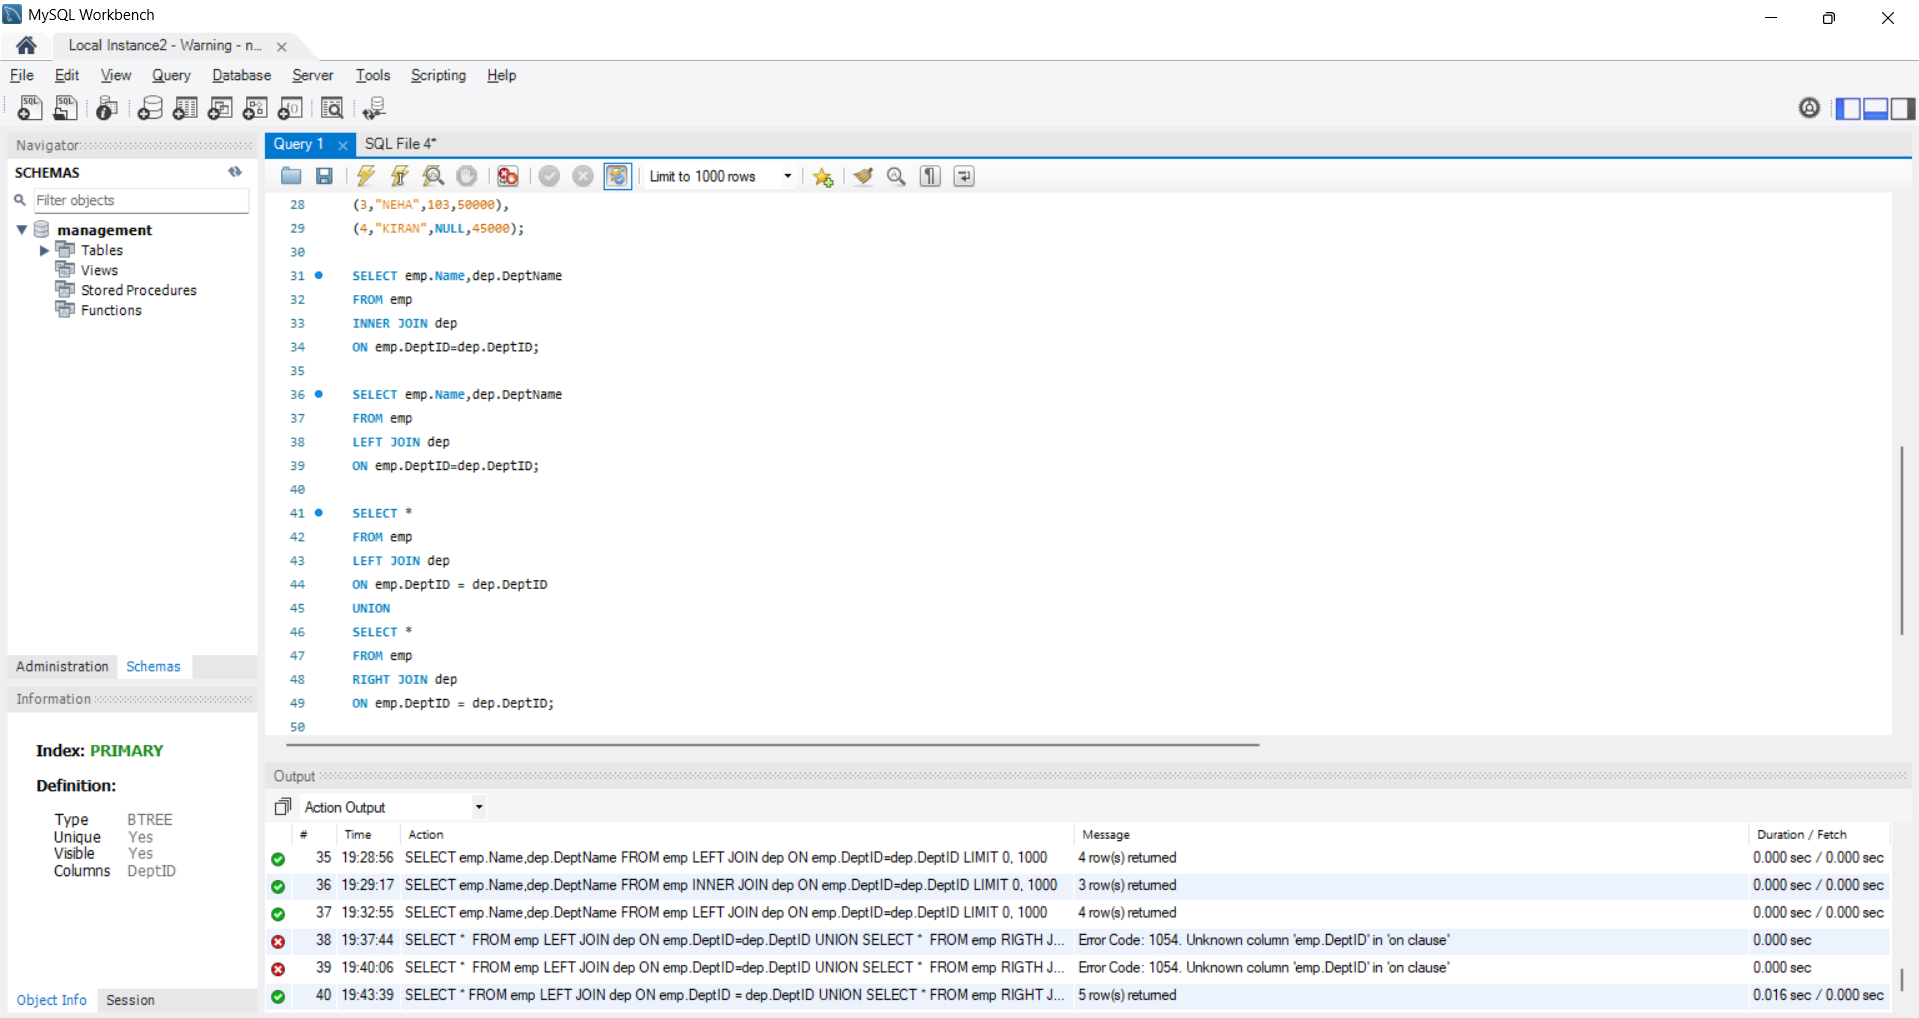 MySQL Workbench
Local Instance2 - Warning - n...
File Edit View Query Database Server Tools Scripting Help
Navigator
SCHEMAS
Filter objects
management
Tables
Views
Stored Procedures
Functions
Administration Schemas
Information
Index: PRIMARY
Definition:
Type BTREE
Unique Yes
Visible Yes
Columns DeptID
Object Info Session
Query 1 SQL File 4*
Limit to 1000 rows
28 (3,"NEHA",103,50000),
29 (4,"KIRAN",NULL,45000);
30
31 SELECT emp.Name,dep.DeptName
32 FROM emp
33 INNER JOIN dep
34 ON emp.DeptID=dep.DeptID;
35
36 SELECT emp.Name,dep.DeptName
37 FROM emp
38 LEFT JOIN dep
39 ON emp.DeptID=dep.DeptID;
40
41 SELECT *
42 FROM emp
43 LEFT JOIN dep
44 ON emp.DeptID = dep.DeptID
45 UNION
46 SELECT *
47 FROM emp
48 RIGHT JOIN dep
49 ON emp.DeptID = dep.DeptID;
50
Output
Action Output
# Time Action Message Duration / Fetch
35 19:28:56 SELECT emp.Name,dep.DeptName FROM emp LEFT JOIN dep ON emp.DeptID=dep.DeptID LIMIT 0, 1000 4 row(s) returned 0.000 sec / 0.000 sec
36 19:29:17 SELECT emp.Name,dep.DeptName FROM emp INNER JOIN dep ON emp.DeptID=dep.DeptID LIMIT 0, 1000 3 row(s) returned 0.000 sec / 0.000 sec
37 19:32:55 SELECT emp.Name,dep.DeptName FROM emp LEFT JOIN dep ON emp.DeptID=dep.DeptID LIMIT 0, 1000 4 row(s) returned 0.000 sec / 0.000 sec
38 19:37:44 SELECT * FROM emp LEFT JOIN dep ON emp.DeptID=dep.DeptID UNION SELECT * FROM emp RIGTH J... Error Code: 1054. Unknown column 'emp.DeptID' in 'on clause' 0.000 sec
39 19:40:06 SELECT * FROM emp LEFT JOIN dep ON emp.DeptID=dep.DeptID UNION SELECT * FROM emp RIGTH J... Error Code: 1054. Unknown column 'emp.DeptID' in 'on clause' 0.000 sec
40 19:43:39 SELECT * FROM emp LEFT JOIN dep ON emp.DeptID = dep.DeptID UNION SELECT * FROM emp RIGHT J... 5 row(s) returned 0.016 sec / 0.000 sec